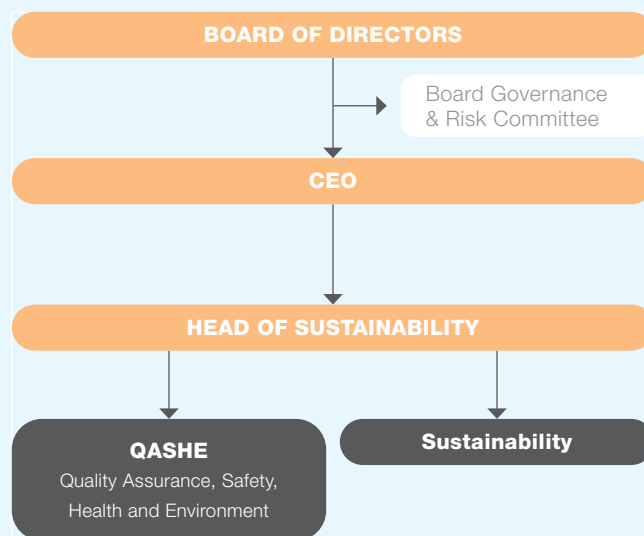 BOARD OF DIRECTORS
Board Governance
& Risk Committee
CEO
HEAD OF SUSTAINABILITY
QASHE
Quality Assurance, Safety,
Health and Environment
Sustainability